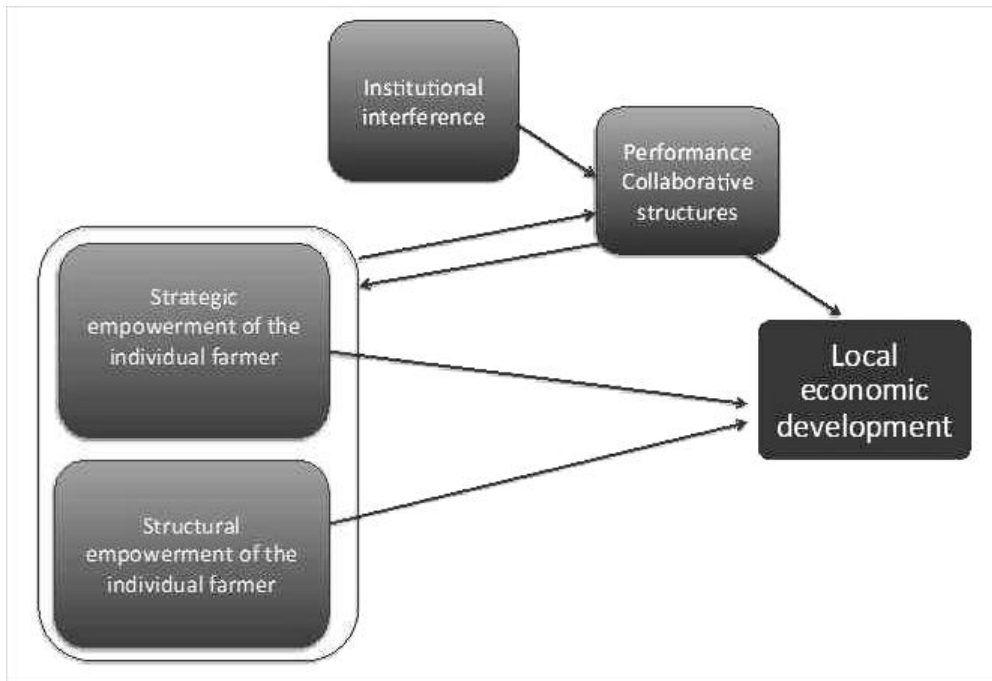 Institutional
interference
Performance
Collaborative
structures
Strategic
empowerment of the
individual farmer
Local
economic
development
Structural
empowerment of the
individual farmer